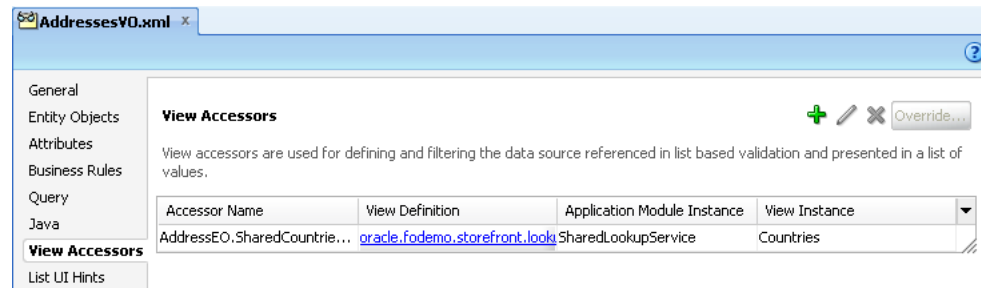 AddressesVO.xml x
General
Entity Objects
Attributes
Business Rules
Query
Java
View Accessors
List UI Hints
View Accessors
Override...
View accessors are used for defining and filtering the data source referenced in list based validation and presented in a list of
values.
Accessor Name View Definition Application Module Instance View Instance
AddressEO.SharedCountrie... oracle.fodemo.storefront.looku SharedLookupService Countries